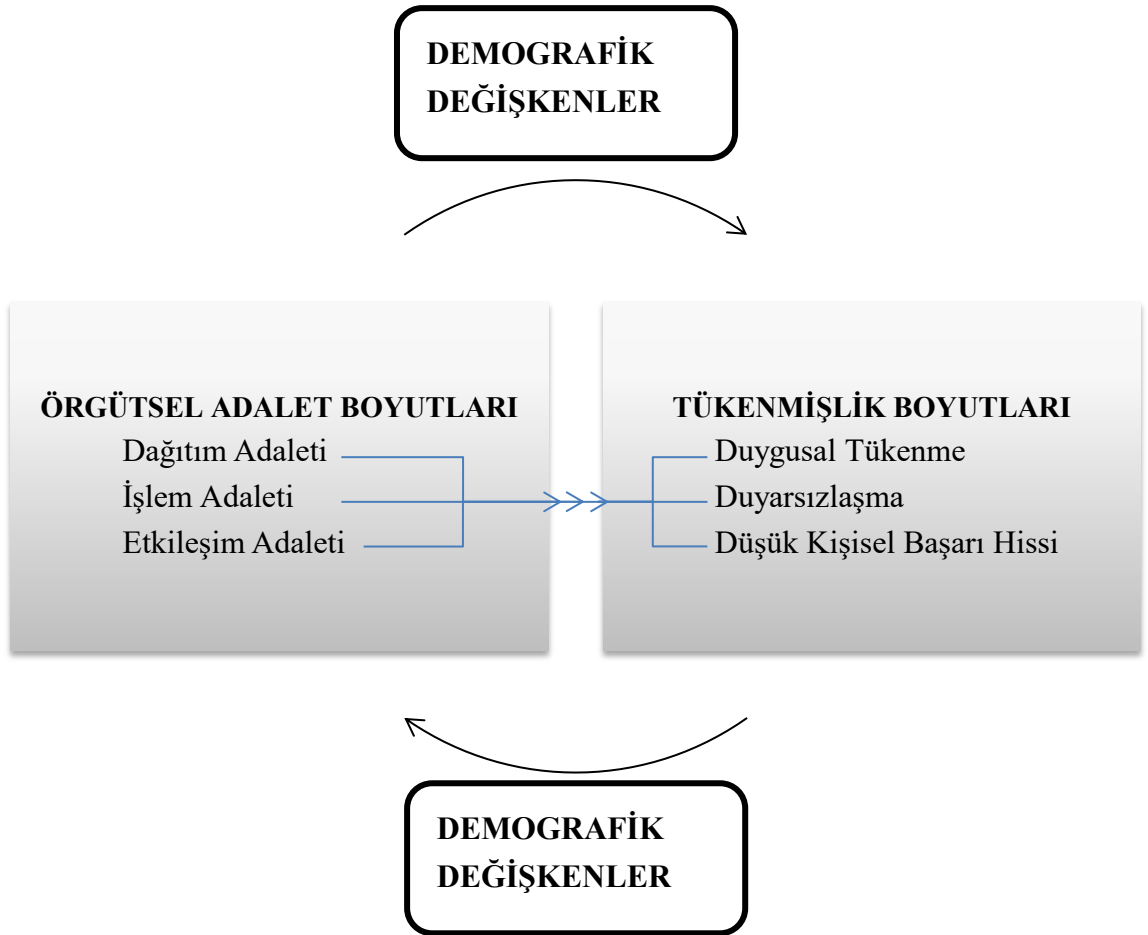 DEMOGRAFİK
DEĞİŞKENLER
ÖRGÜTSEL ADALET BOYUTLARI
Dağıtım Adaleti
İşlem Adaleti
Etkileşim Adaleti
TÜKENMİŞLİK BOYUTLARI
Duygusal Tükenme
Duyarsızlaşma
Düşük Kişisel Başarı Hissi
DEMOGRAFİK
DEĞİŞKENLER